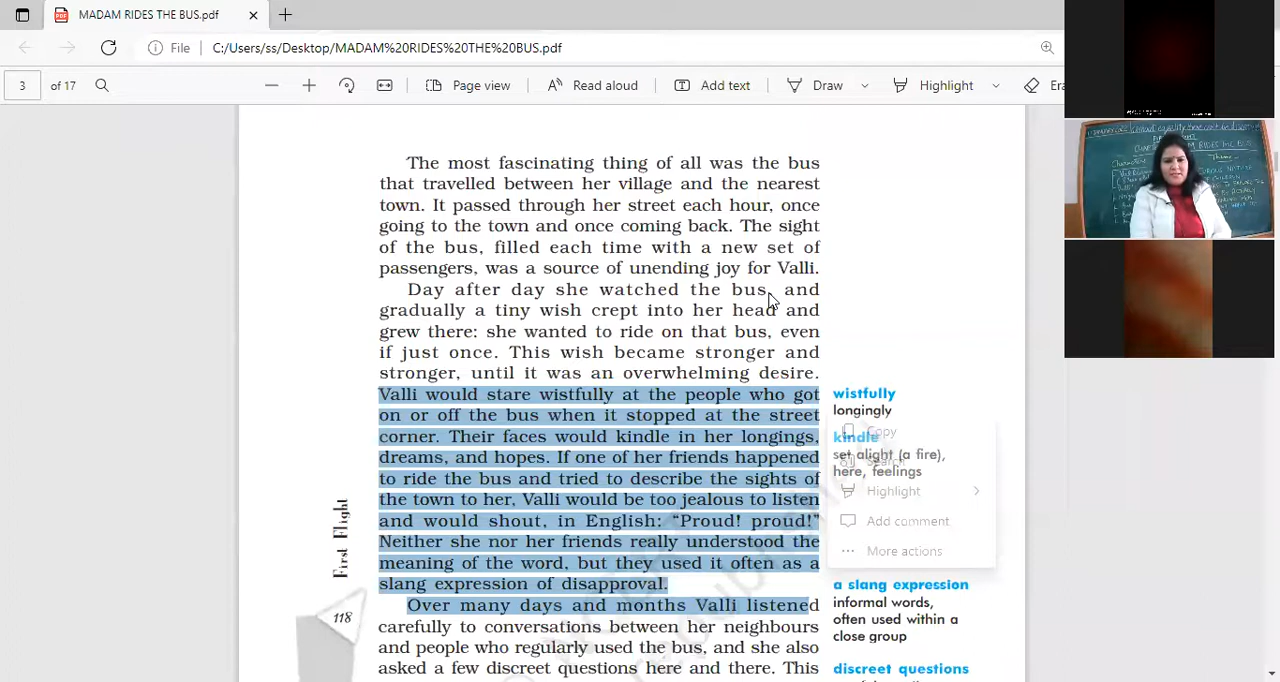 MADAM RIDES THE BUS.pdf
File C:/Users/ss/Desktop/MADAM%20RIDES%20THE%20BUS.pdf
3 of 17 Page view Read aloud Add text Draw Highlight Era
The most fascinating thing of all was the bus
that travelled between her village and the nearest
town. It passed through her street each hour, once
going to the town and once coming back. The sight
of the bus, filled each time with a new set of
passengers, was a source of unending joy for Valli.
Day after day she watched the bus, and
gradually a tiny wish crept into her head and
grew there: she wanted to ride on that bus, even
if just once. This wish became stronger and
stronger, until it was an overwhelming desire.
Valli would stare wistfully at the people who got
on or off the bus when it stopped at the street
corner. Their faces would kindle in her longings,
dreams, and hopes. If one of her friends happened
to ride the bus and tried to describe the sights of
the town to her, Valli would be too jealous to listen
and would shout, in English: “Proud! proud!”
Neither she nor her friends really understood the
meaning of the word, but they used it often as a
slang expression of disapproval.
Over many days and months Valli listened
carefully to conversations between her neighbours
and people who regularly used the bus, and she also
asked a few discreet questions here and there. This
wistfully
longingly
kindle
set alight (a fire),
here, feelings
Copy
Search
Highlight
Add comment
More actions
a slang expression
informal words,
often used within a
close group
discreet questions
First Flight
118
RIDES THE BUS
Theme